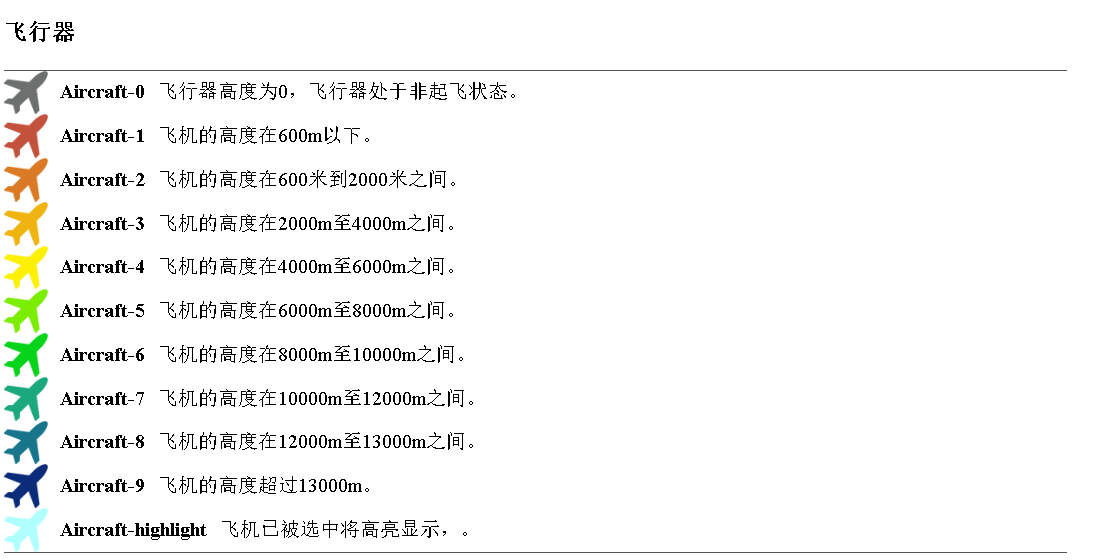 飞行器
Aircraft-0 飞行器高度为0，飞行器处于非起飞状态。
Aircraft-1 飞机的高度在600m以下。
Aircraft-2 飞机的高度在600米到2000米之间。
Aircraft-3 飞机的高度在2000m至4000m之间。
Aircraft-4 飞机的高度在4000m至6000m之间。
Aircraft-5 飞机的高度在6000m至8000m之间。
Aircraft-6 飞机的高度在8000m至10000m之间。
Aircraft-7 飞机的高度在10000m至12000m之间。
Aircraft-8 飞机的高度在12000m至13000m之间。
Aircraft-9 飞机的高度超过13000m。
Aircraft-highlight 飞机已被选中将高亮显示，。